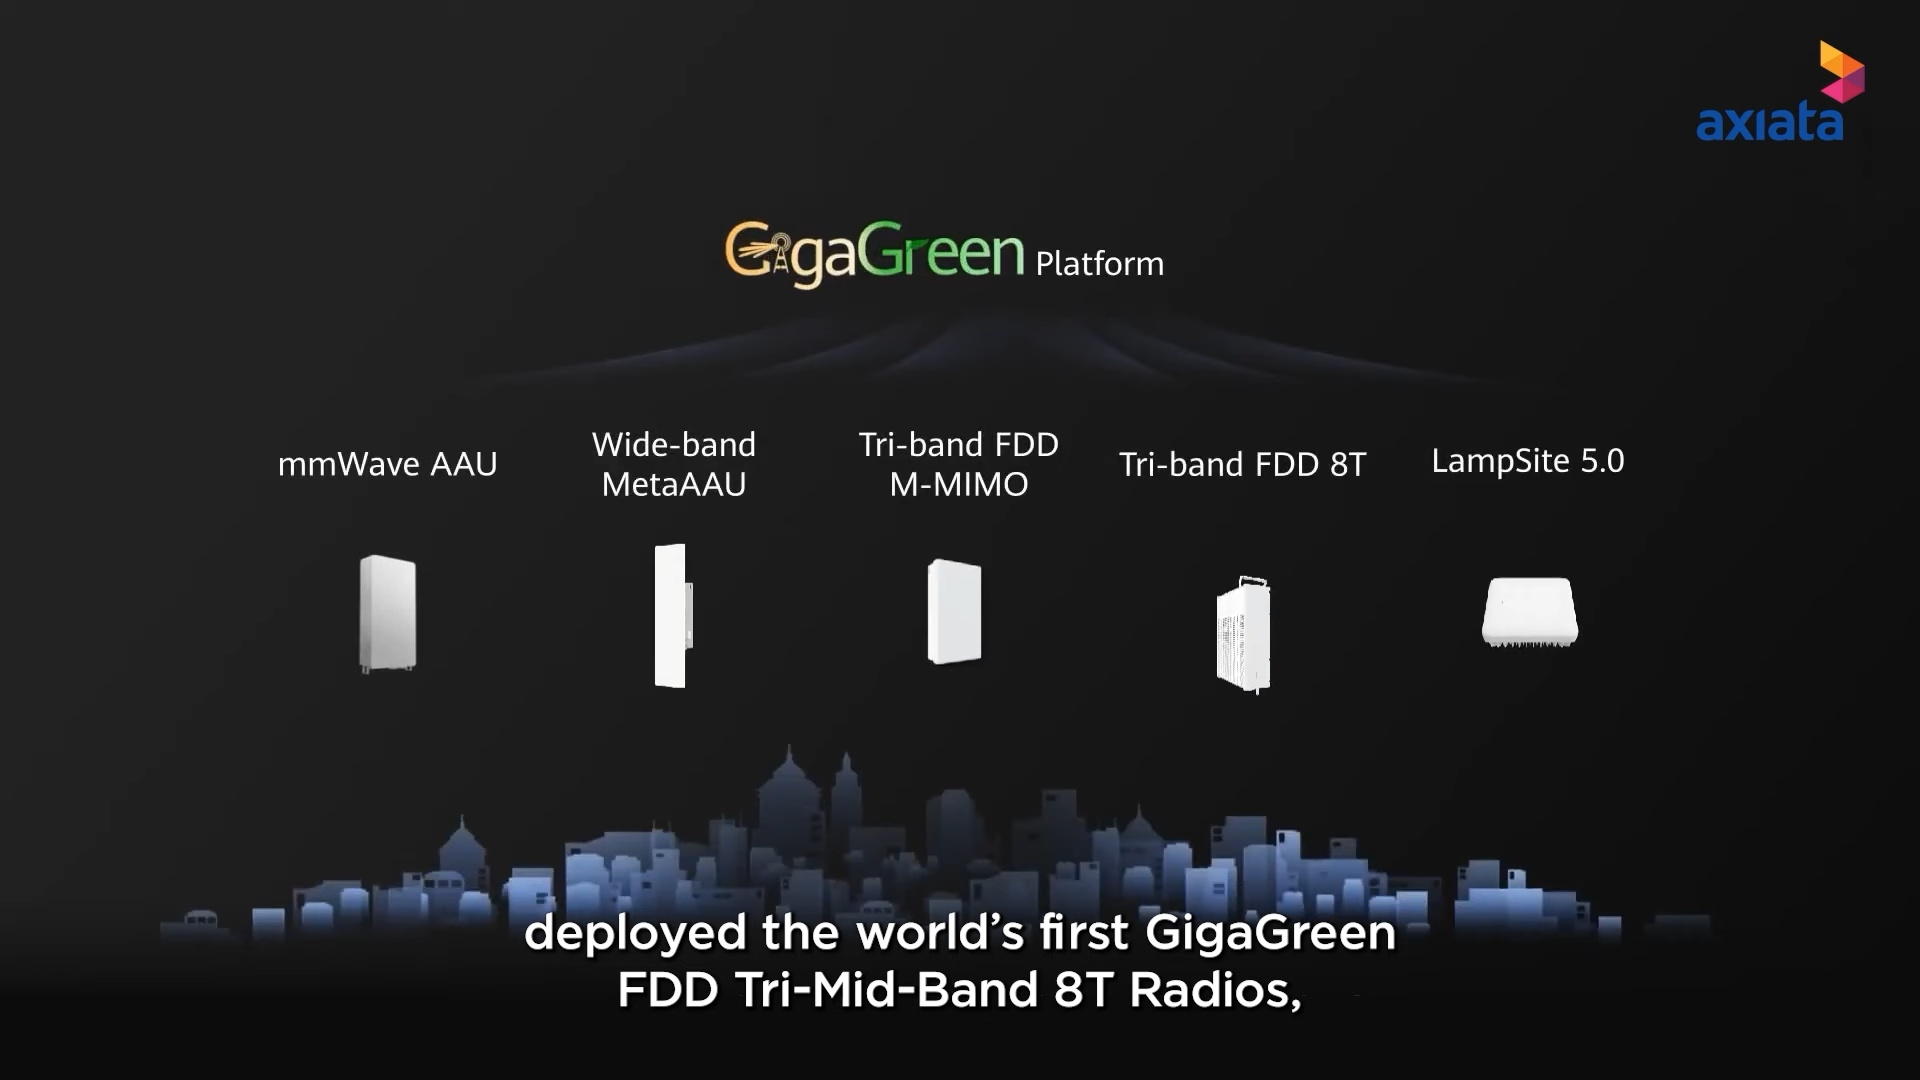 axiata
GigaGreen Platform
mmWave AAU
Wide-band
MetaAAU
Tri-band FDD
M-MIMO
Tri-band FDD 8T
LampSite 5.0
deployed the world’s first GigaGreen
FDD Tri-Mid-Band 8T Radios,